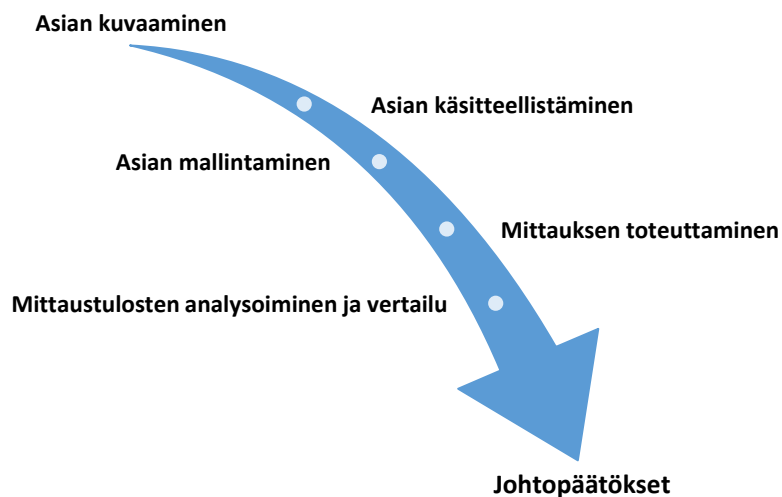 Asian kuvaaminen
Asian käsitteellistäminen
Asian mallintaminen
Mittauksen toteuttaminen
Mittaustulosten analysoiminen ja vertailu
Johtopäätökset